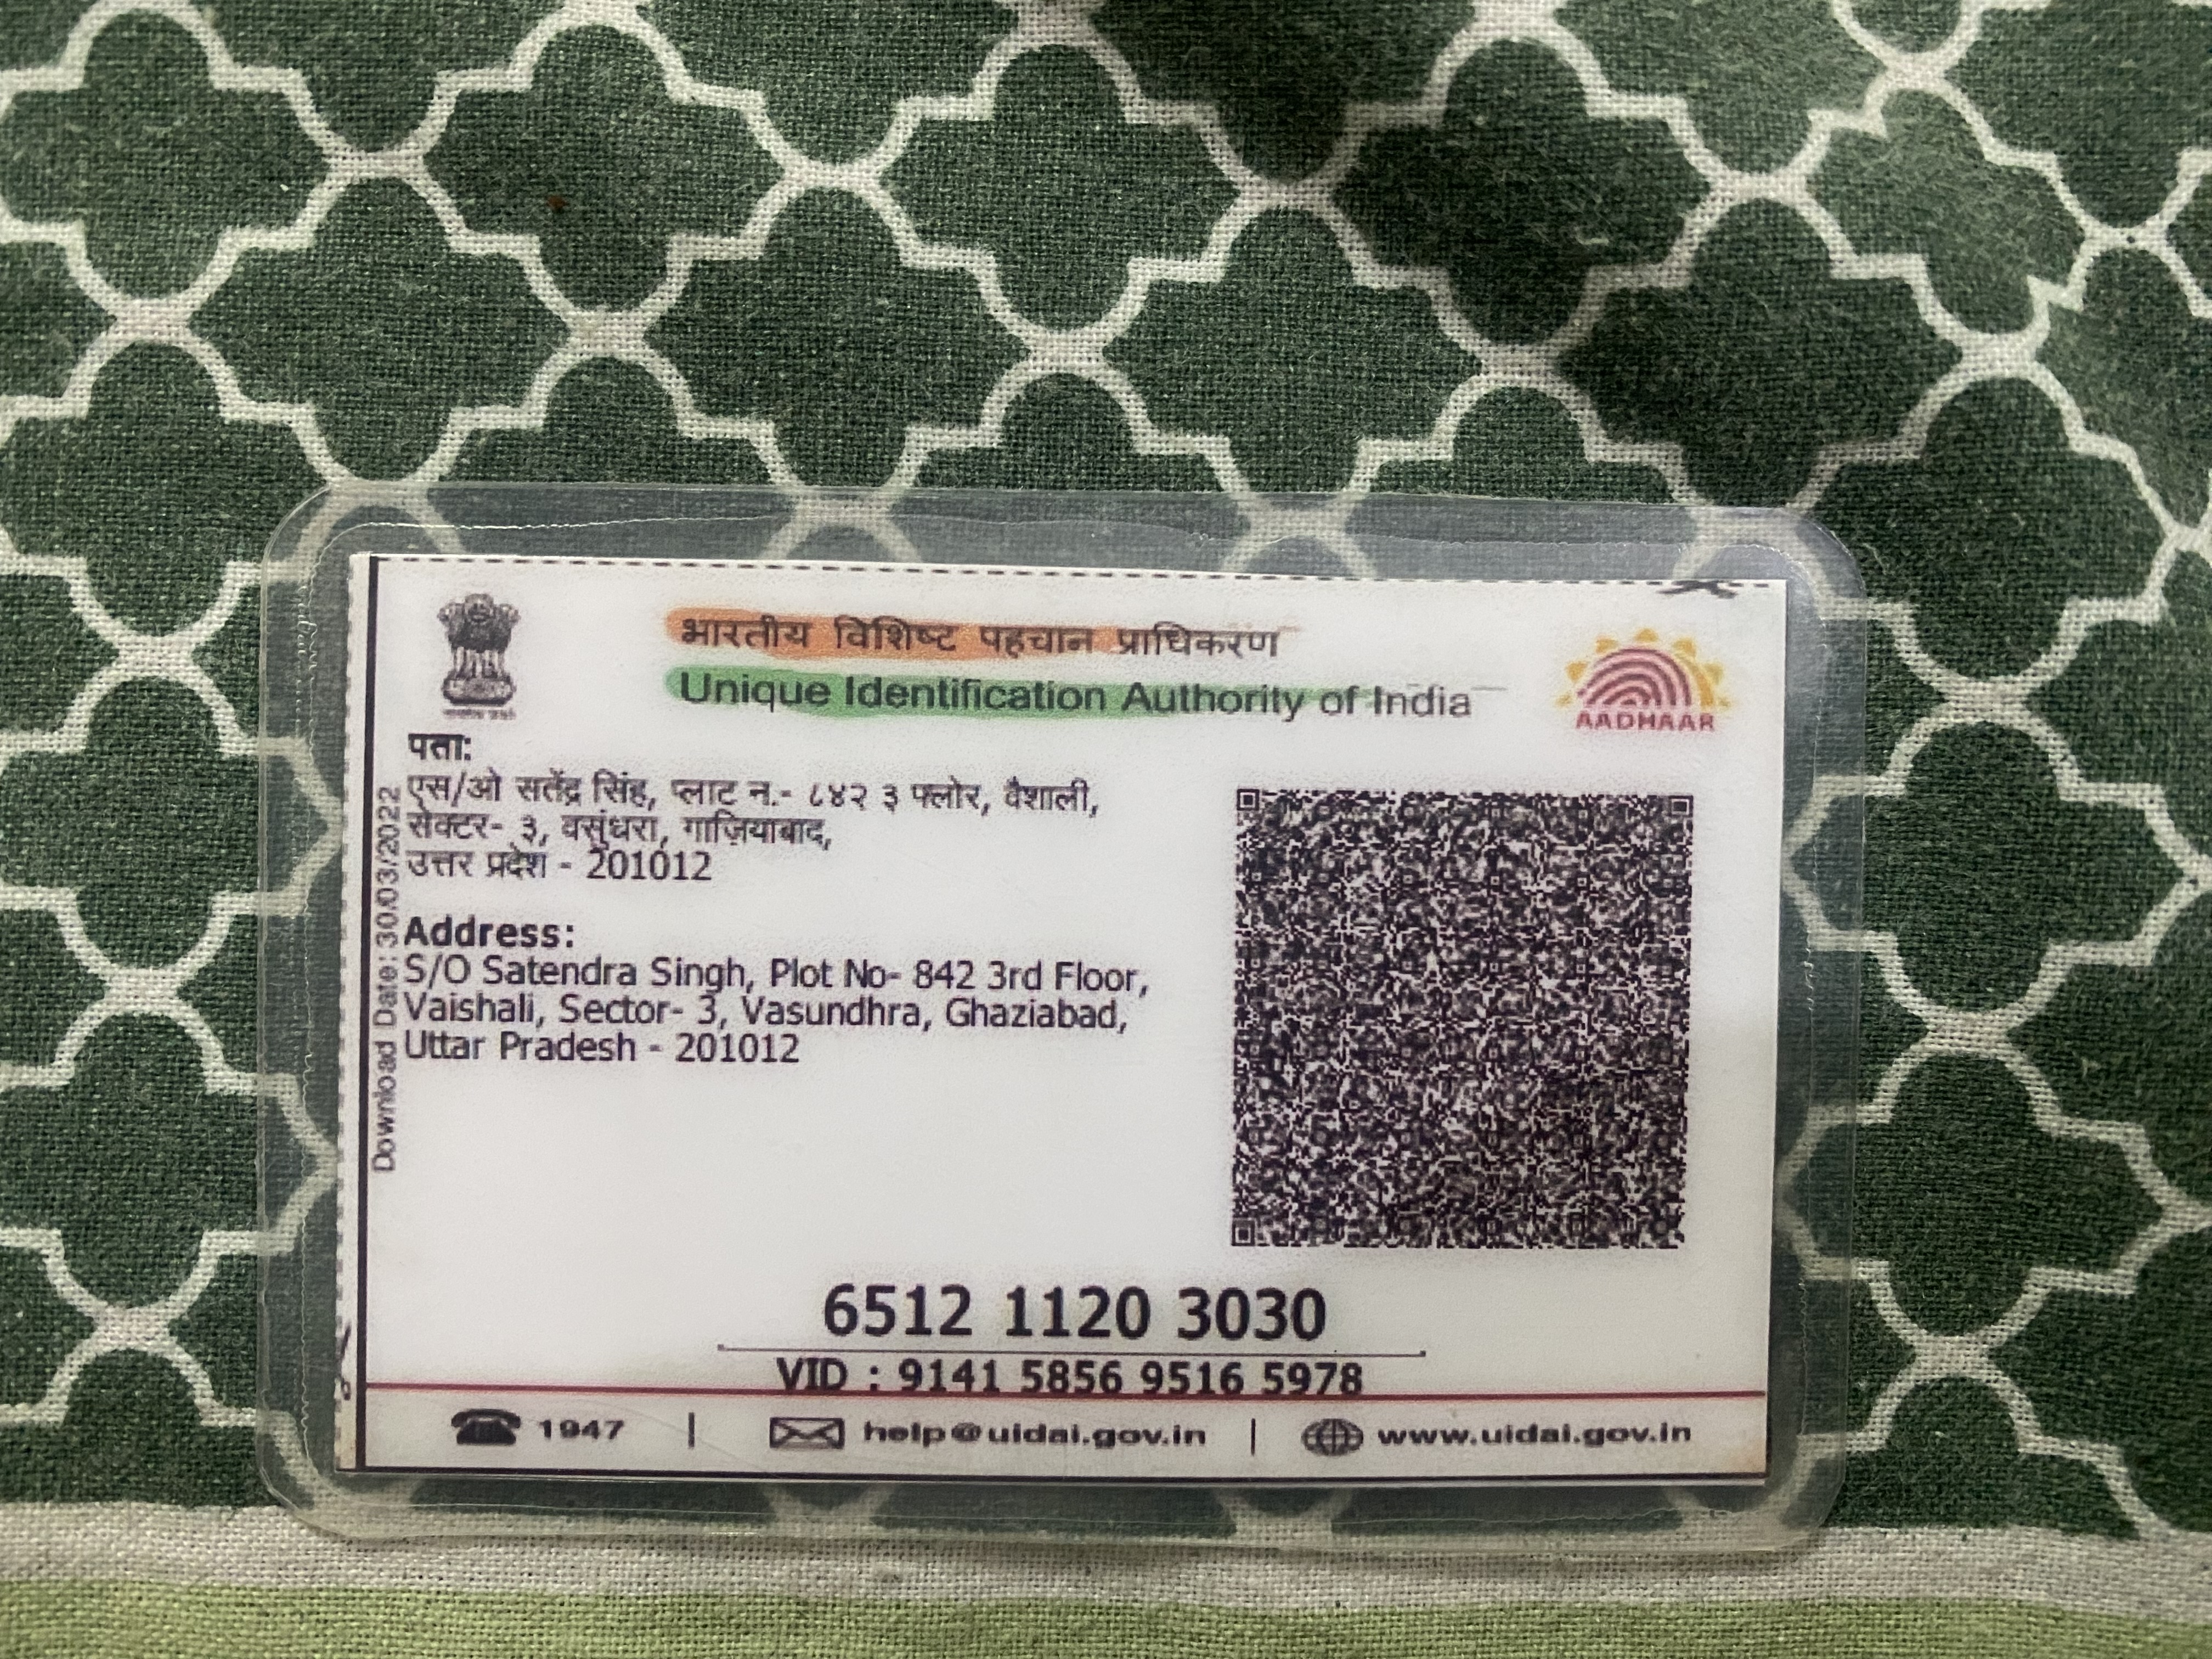 भारतीय विशिष्ट पहचान प्राधिकरण
Unique Identification Authority of India
AADHAAR
Download Date: 30/03/2022
पता:
एस/ओ सतेंद्र सिंह, प्लाट न.- ८४२ ३ फ्लोर, वैशाली,
सेक्टर- ३, वसुंधरा, गाज़ियाबाद,
उत्तर प्रदेश - 201012
Address:
S/O Satendra Singh, Plot No- 842 3rd Floor,
Vaishali, Sector- 3, Vasundhra, Ghaziabad,
Uttar Pradesh - 201012
6512 1120 3030
VID : 9141 5856 9516 5978
1947 | help@uidai.gov.in | www.uidai.gov.in